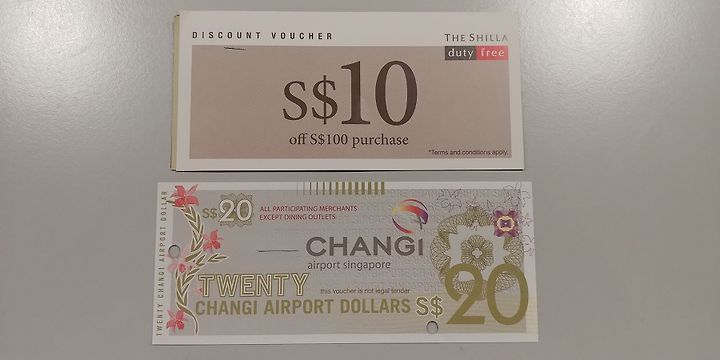 DISCOUNT VOUCHER
THE SHILLA
duty free
S$10
off S$100 purchase
*Terms and conditions apply.
TWENTY CHANGI AIRPORT DOLLAR
S$20
ALL PARTICIPATING MERCHANTS
EXCEPT DINING OUTLETS
CHANGI
airport singapore
TWENTY
this voucher is not legal tender
CHANGI AIRPORT DOLLARS
S$20